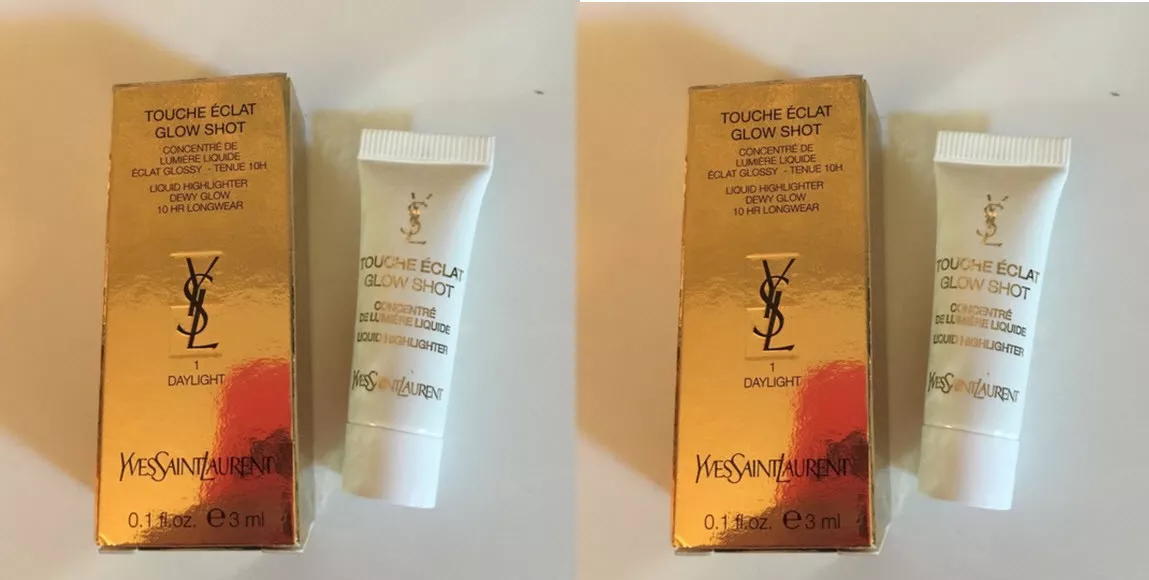 TOUCHE ÉCLAT
GLOW SHOT
CONCENTRÉ DE
LUMIÈRE LIQUIDE
ÉCLAT GLOSSY - TENUE 10H
LIQUID HIGHLIGHTER
DEWY GLOW
10 HR LONGWEAR
YSL
1
DAYLIGHT
YVESSAINTLAURENT
0.1 fl.oz. e 3 ml
YSL
TOUCHE ÉCLAT
GLOW SHOT
CONCENTRÉ
DE LUMIÈRE LIQUIDE
LIQUID HIGHLIGHTER
YVESSAINTLAURENT
TOUCHE ÉCLAT
GLOW SHOT
CONCENTRÉ DE
LUMIÈRE LIQUIDE
ÉCLAT GLOSSY - TENUE 10H
LIQUID HIGHLIGHTER
DEWY GLOW
10 HR LONGWEAR
YSL
1
DAYLIGHT
YVESSAINTLAURENT
0.1 fl.oz. e 3 ml
YSL
TOUCHE ÉCLAT
GLOW SHOT
CONCENTRÉ
DE LUMIÈRE LIQUIDE
LIQUID HIGHLIGHTER
YVESSAINTLAURENT